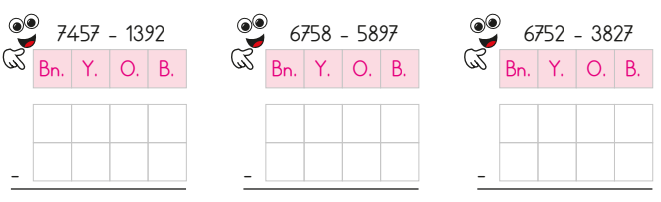 7457 - 1392
Bn. Y. O. B.
-
6758 - 5897
Bn. Y. O. B.
-
6752 - 3827
Bn. Y. O. B.
-